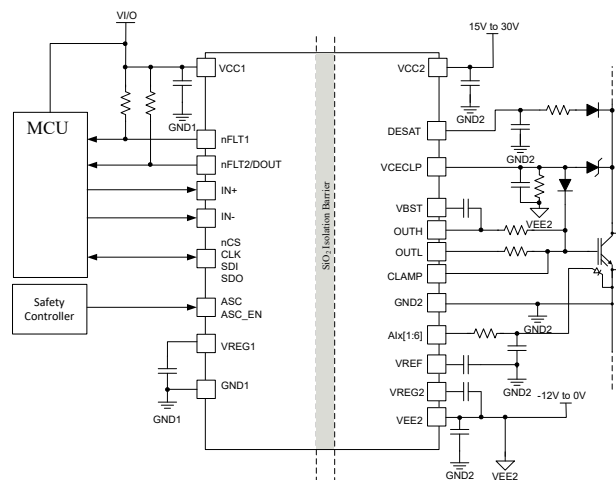 VI/O
15V to 30V
VCC1
VCC2
GND1
GND2
MCU
nFLT1
DESAT
GND2
nFLT2/DOUT
VCECLP
IN+
VBST
VEE2
IN-
OUTH
OUTL
nCS
CLK
SDI
SDO
CLAMP
SiO2 Isolation Barrier
Safety
Controller
ASC
ASC_EN
GND2
GND2
AIx[1:6]
VREG1
VREF
GND2
GND1
VREG2
-12V to 0V
GND1
VEE2
GND2
VEE2